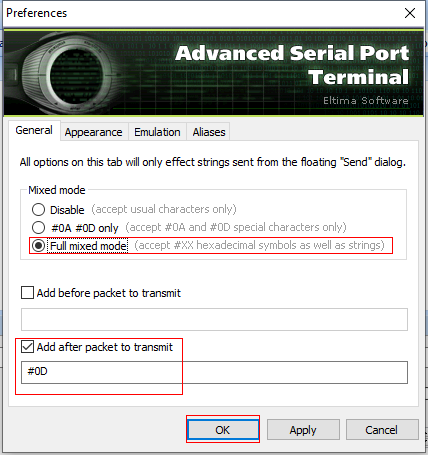 Preferences
Advanced Serial Port
Terminal
Eltima Software
General Appearance Emulation Aliases
All options on this tab will only effect strings sent from the floating "Send" dialog.
Mixed mode
Disable (accept usual characters only)
#0A #0D only (accept #0A and #0D special characters only)
Full mixed mode (accept #XX hexadecimal symbols as well as strings)
Add before packet to transmit
Add after packet to transmit
#0D
OK Apply Cancel